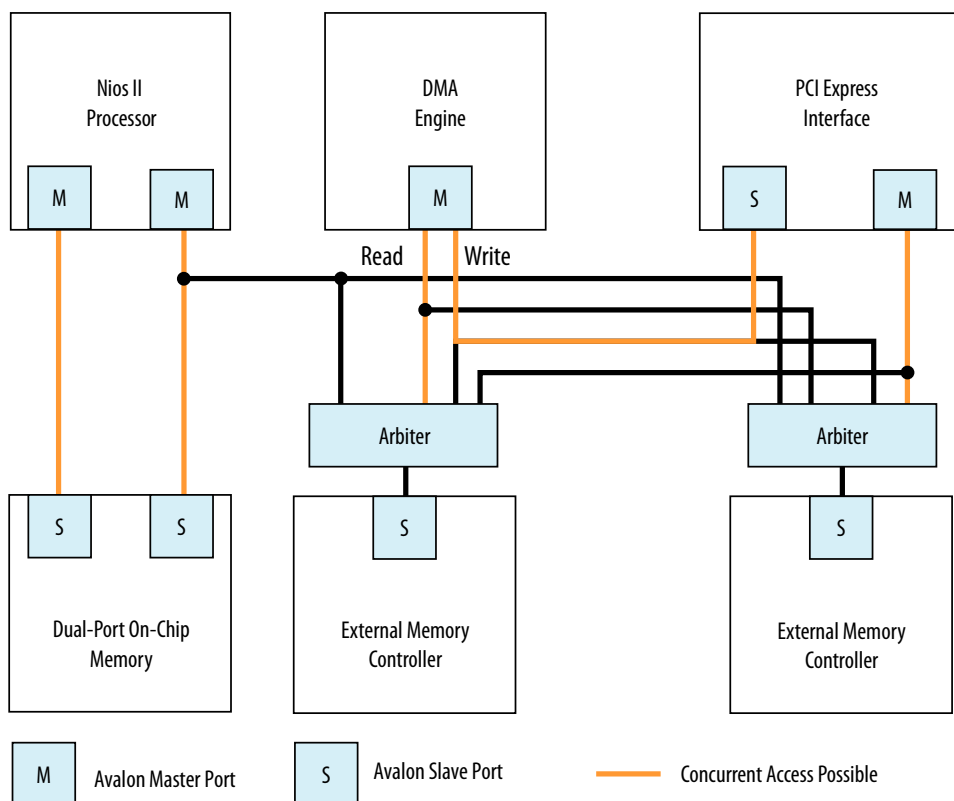 Nios II
Processor
DMA
Engine
PCI Express
Interface
M
M
M
S
M
Read
Write
Arbiter
Arbiter
S
S
S
S
Dual-Port On-Chip
Memory
External Memory
Controller
External Memory
Controller
M
Avalon Master Port
S
Avalon Slave Port
Concurrent Access Possible